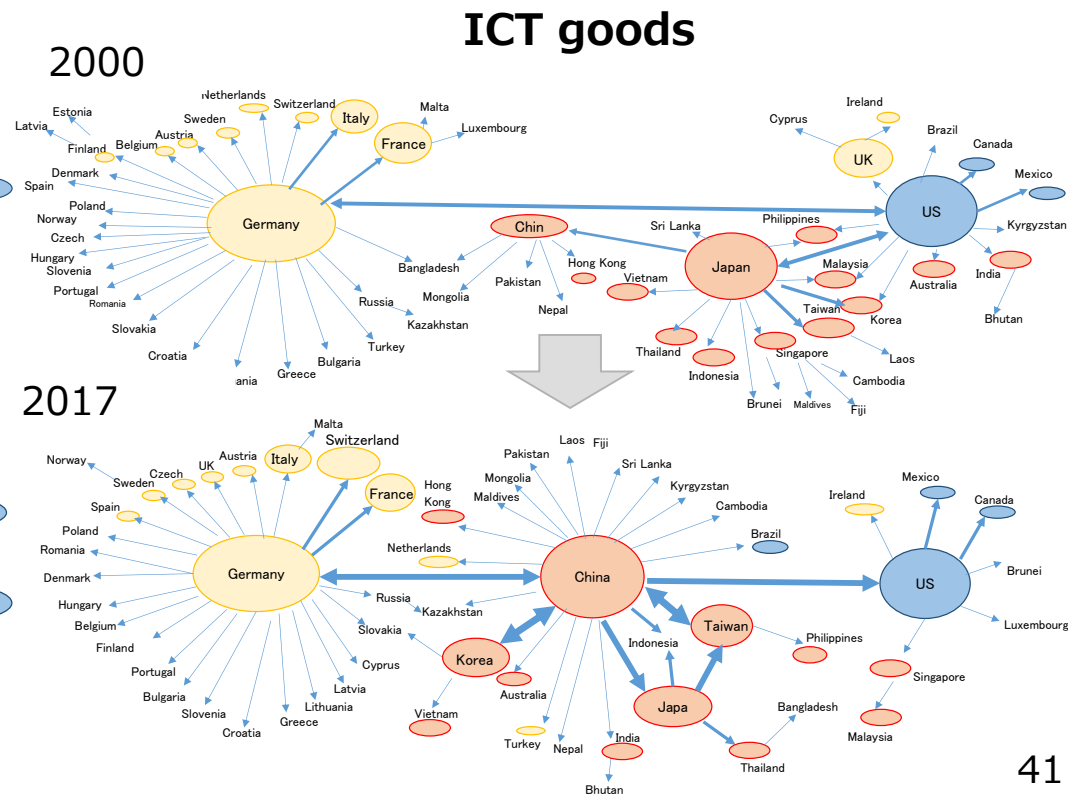 ICT goods
2000
Netherlands
Switzerland
Malta
Estonia
Italy
Luxembourg
Latvia
Sweden
Austria
France
Finland
Belgium
Denmark
Spain
Poland
Norway
Germany
Czech
Hungary
Slovenia
Portugal
Romania
Slovakia
Croatia
ania
Greece
Bulgaria
Turkey
Kazakhstan
Russia
Chin
Bangladesh
Mongolia
Pakistan
Nepal
Hong Kong
Ireland
Cyprus
Brazil
Canada
UK
Mexico
US
Philippines
Sri Lanka
Kyrgyzstan
Japan
Malaysia
India
Vietnam
Australia
Taiwan
Korea
Bhutan
Thailand
Singapore
Laos
Indonesia
Cambodia
Brunei
Maldives
Fiji
2017
Malta
Switzerland
Norway
Austria
Italy
UK
Czech
Sweden
France
Spain
Poland
Romania
Germany
Denmark
Hungary
Belgium
Finland
Portugal
Bulgaria
Slovenia
Croatia
Greece
Lithuania
Latvia
Cyprus
Slovakia
Russia
Kazakhstan
Laos
Fiji
Pakistan
Sri Lanka
Mongolia
Hong
Kong
Maldives
Kyrgyzstan
Cambodia
Netherlands
Brazil
China
Taiwan
Indonesia
Philippines
Korea
Australia
Japa
Bangladesh
Vietnam
Turkey
Nepal
India
Thailand
Bhutan
Ireland
Mexico
Canada
US
Brunei
Luxembourg
Singapore
Malaysia
41